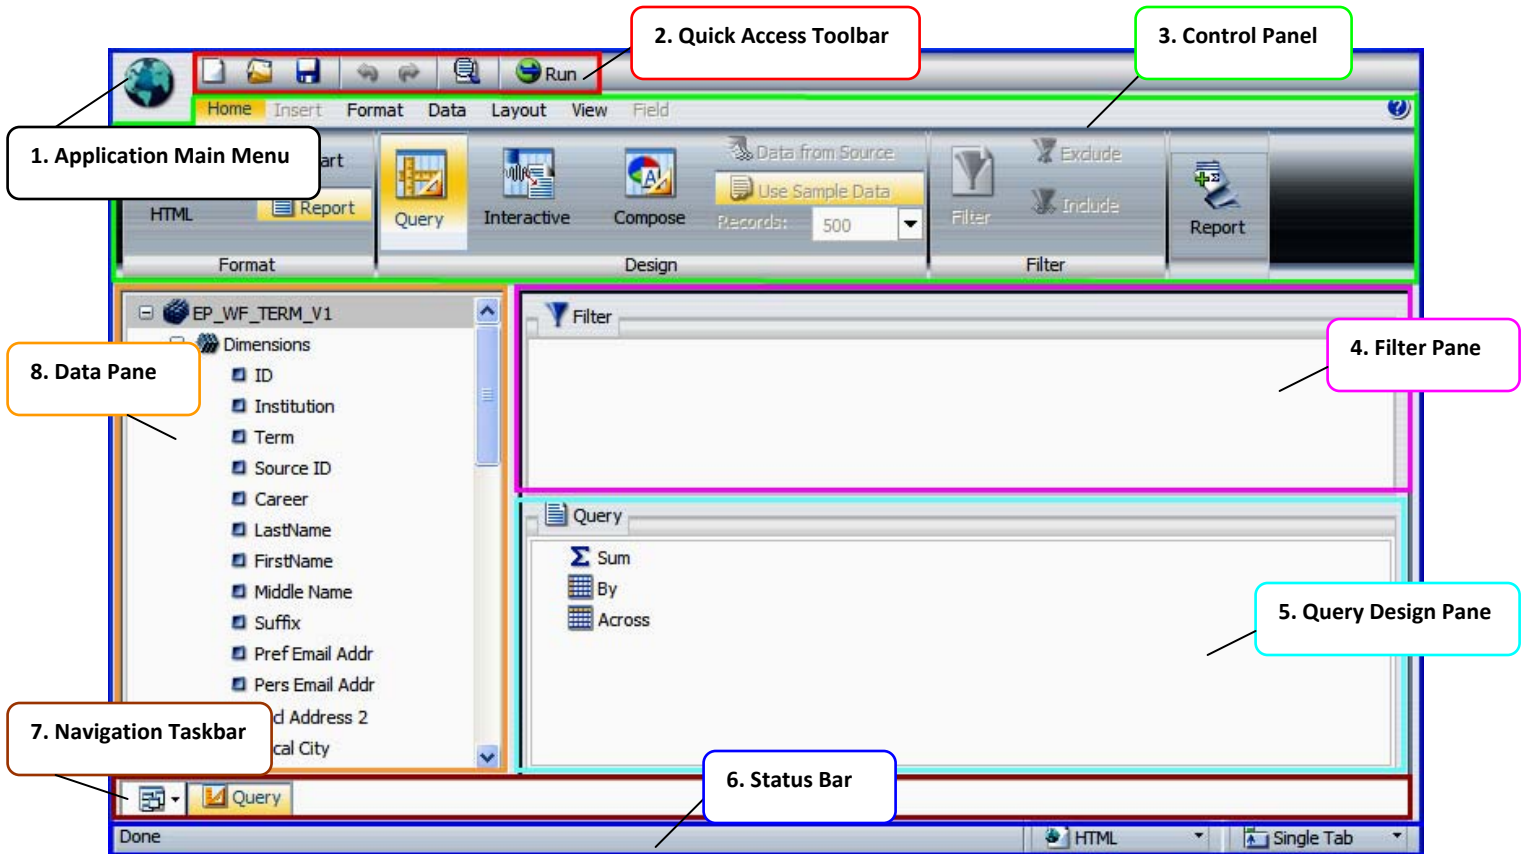 2. Quick Access Toolbar
3. Control Panel
Run
Home Insert Format Data Layout View Field
1. Application Main Menu
art
HTML
Report
Query
Interactive
Compose
Data from Source
Use Sample Data
Records: 500
Filter
Exclude
Include
Report
Format
Design
Filter
EP_WF_TERM_V1
Dimensions
ID
Institution
Term
Source ID
Career
LastName
FirstName
Middle Name
Suffix
Pref Email Addr
Pers Email Addr
d Address 2
cal City
8. Data Pane
Filter
4. Filter Pane
Query
Sum
By
Across
5. Query Design Pane
7. Navigation Taskbar
6. Status Bar
Query
Done
HTML
Single Tab